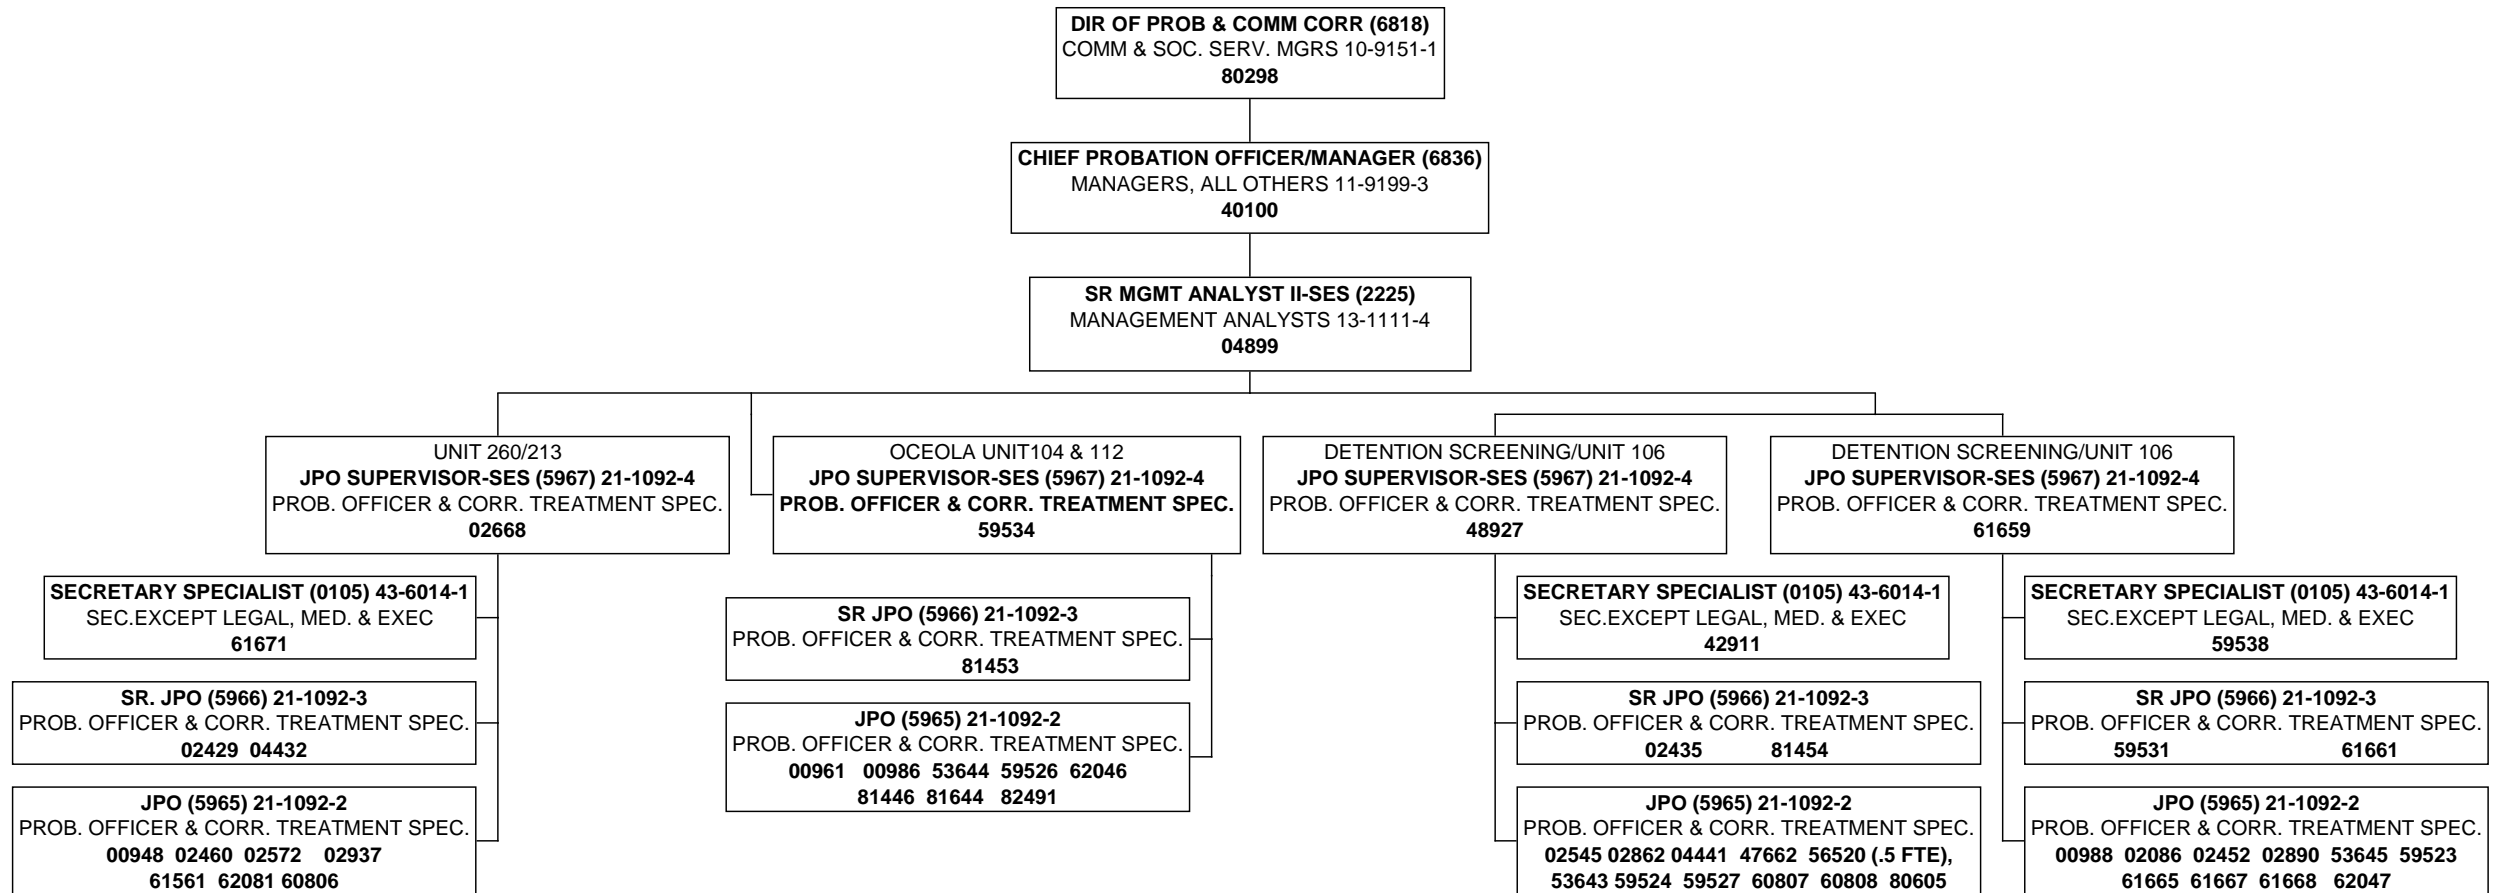 DIR OF PROB & COMM CORR (6818)
COMM & SOC. SERV. MGRS 10-9151-1
80298
CHIEF PROBATION OFFICER/MANAGER (6836)
MANAGERS, ALL OTHERS 11-9199-3
40100
SR MGMT ANALYST II-SES (2225)
MANAGEMENT ANALYSTS 13-1111-4
04899
UNIT 260/213
JPO SUPERVISOR-SES (5967) 21-1092-4
PROB. OFFICER & CORR. TREATMENT SPEC.
02668
SECRETARY SPECIALIST (0105) 43-6014-1
SEC.EXCEPT LEGAL, MED. & EXEC
61671
SR. JPO (5966) 21-1092-3
PROB. OFFICER & CORR. TREATMENT SPEC.
02429 04432
JPO (5965) 21-1092-2
PROB. OFFICER & CORR. TREATMENT SPEC.
00948 02460 02572 02937
61561 62081 60806
OCEOLA UNIT104 & 112
JPO SUPERVISOR-SES (5967) 21-1092-4
PROB. OFFICER & CORR. TREATMENT SPEC.
59534
SR JPO (5966) 21-1092-3
PROB. OFFICER & CORR. TREATMENT SPEC.
81453
JPO (5965) 21-1092-2
PROB. OFFICER & CORR. TREATMENT SPEC.
00961 00986 53644 59526 62046
81446 81644 82491
DETENTION SCREENING/UNIT 106
JPO SUPERVISOR-SES (5967) 21-1092-4
PROB. OFFICER & CORR. TREATMENT SPEC.
48927
SECRETARY SPECIALIST (0105) 43-6014-1
SEC.EXCEPT LEGAL, MED. & EXEC
42911
SR JPO (5966) 21-1092-3
PROB. OFFICER & CORR. TREATMENT SPEC.
02435 81454
JPO (5965) 21-1092-2
PROB. OFFICER & CORR. TREATMENT SPEC.
02545 02862 04441 47662 56520 (.5 FTE),
53643 59524 59527 60807 60808 80605
DETENTION SCREENING/UNIT 106
JPO SUPERVISOR-SES (5967) 21-1092-4
PROB. OFFICER & CORR. TREATMENT SPEC.
61659
SECRETARY SPECIALIST (0105) 43-6014-1
SEC.EXCEPT LEGAL, MED. & EXEC
59538
SR JPO (5966) 21-1092-3
PROB. OFFICER & CORR. TREATMENT SPEC.
59531 61661
JPO (5965) 21-1092-2
PROB. OFFICER & CORR. TREATMENT SPEC.
00988 02086 02452 02890 53645 59523
61665 61667 61668 62047